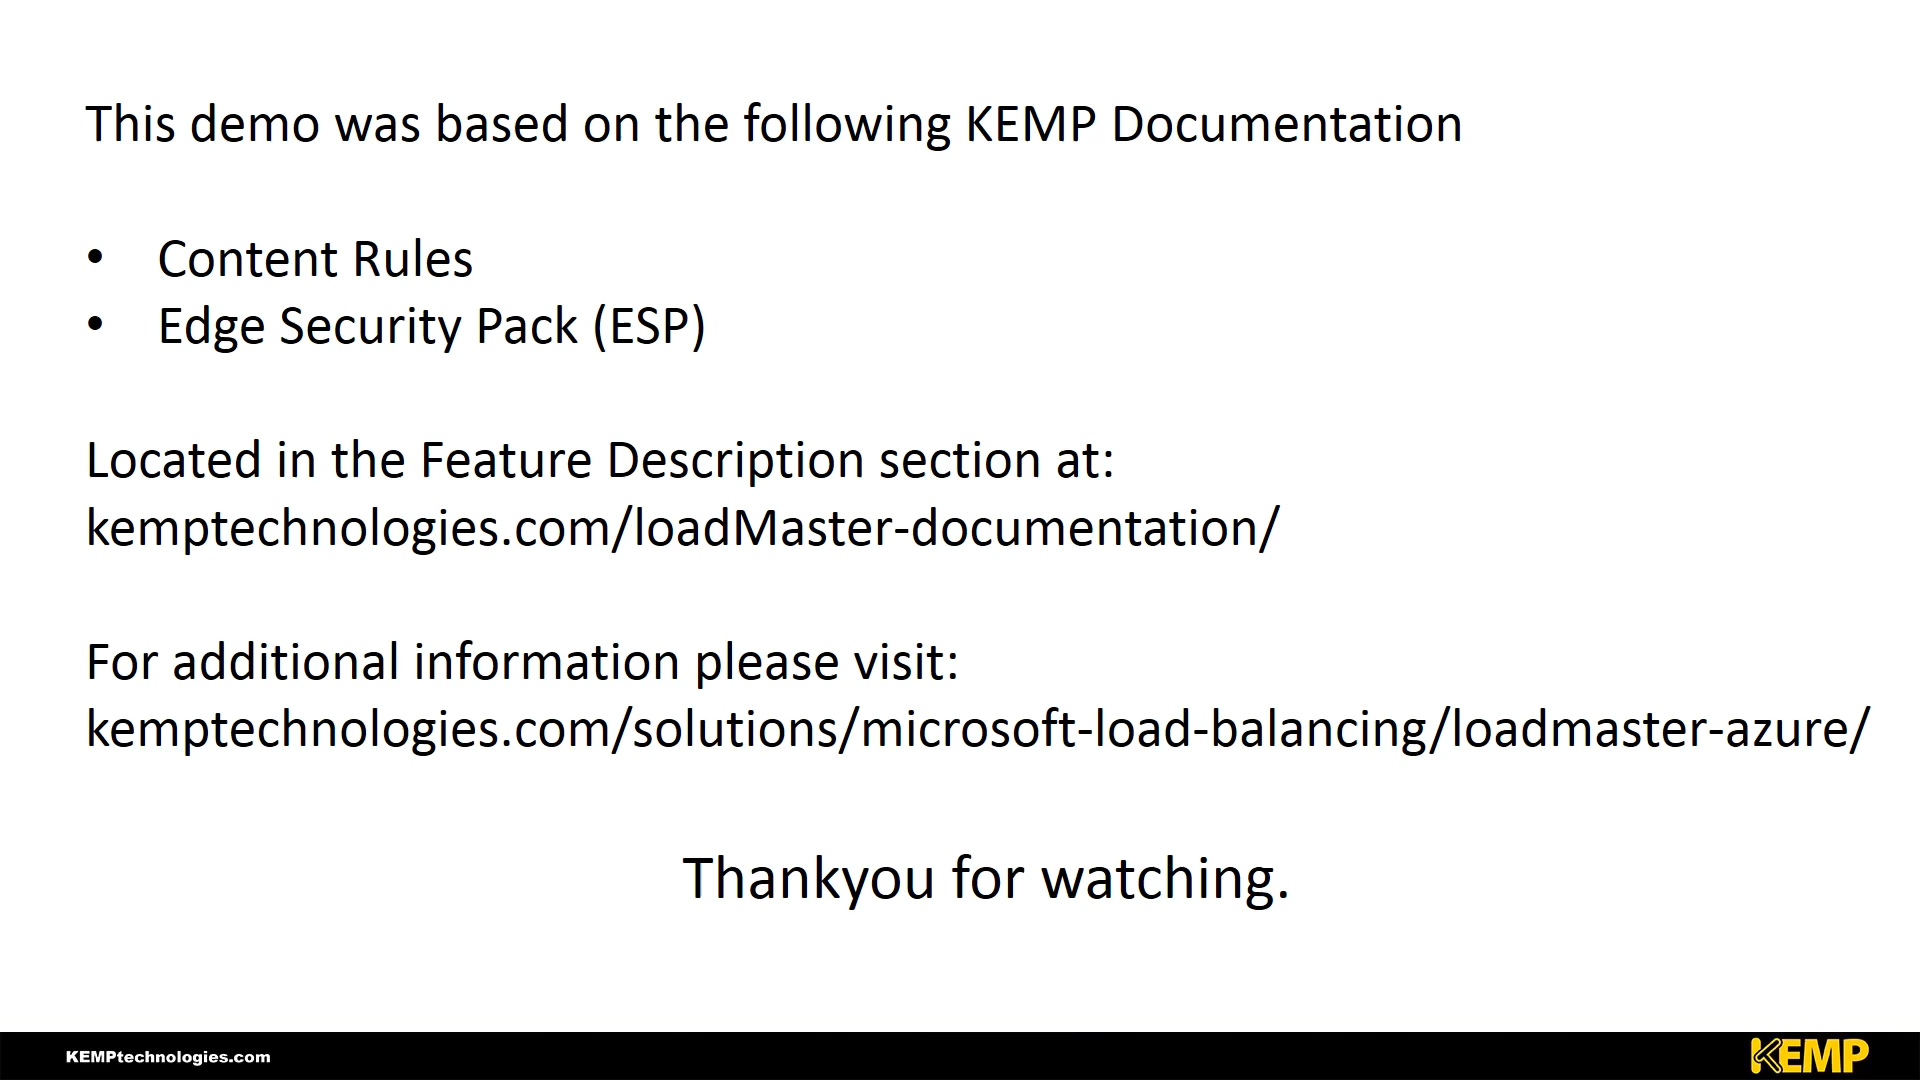 This demo was based on the following KEMP Documentation
• Content Rules
• Edge Security Pack (ESP)
Located in the Feature Description section at:
kemptechnologies.com/loadMaster-documentation/
For additional information please visit:
kemptechnologies.com/solutions/microsoft-load-balancing/loadmaster-azure/
Thankyou for watching.
KEMPtechnologies.com
KEMP